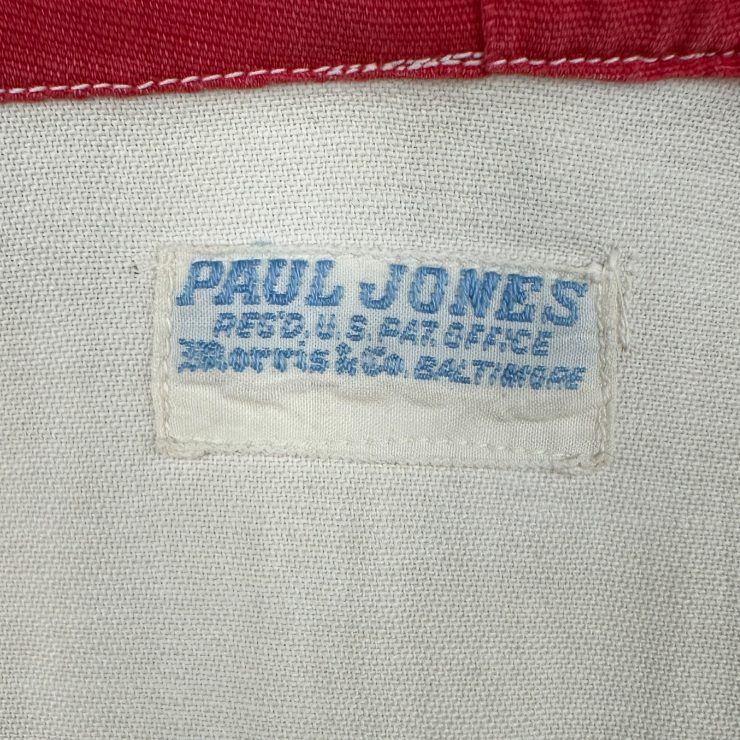 PAUL JONES
REG'D. U.S. PAT. OFFICE
Morris & Co. BALTIMORE